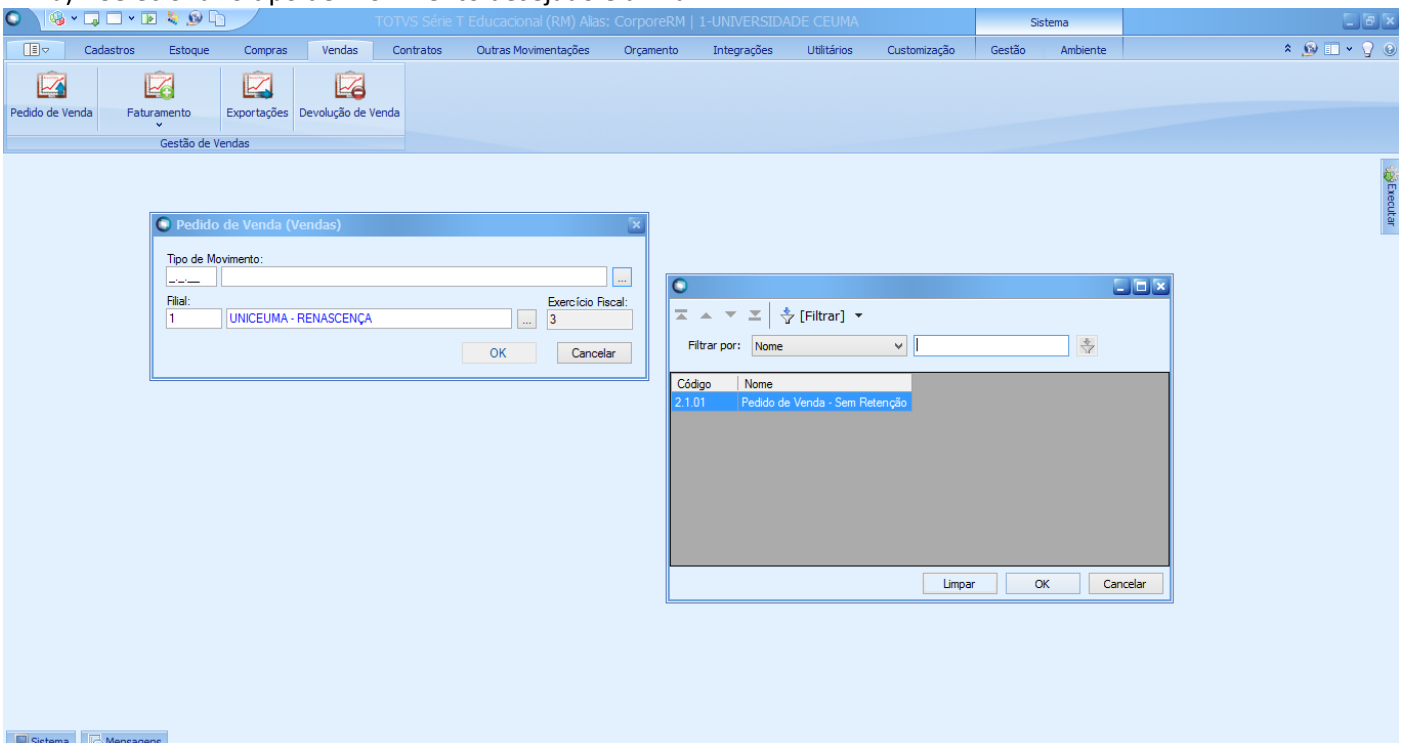 TOTVS Série T Educacional (RM) Alias: CorporeRM | 1-UNIVERSIDADE CEUMA
Sistema
Cadastros Estoque Compras Vendas Contratos Outras Movimentações Orçamento Integrações Utilitários Customização Gestão Ambiente
Pedido de Venda Faturamento Exportações Devolução de Venda
Gestão de Vendas
Executar
Pedido de Venda (Vendas)
Tipo de Movimento:
_._.__
...
Filial: Exercício Fiscal:
1 UNICEUMA - RENASCENÇA ... 3
OK Cancelar
[Filtrar]
Filtrar por: Nome
Código Nome
2.1.01 Pedido de Venda - Sem Retenção
Limpar OK Cancelar
Sistema Mensagens